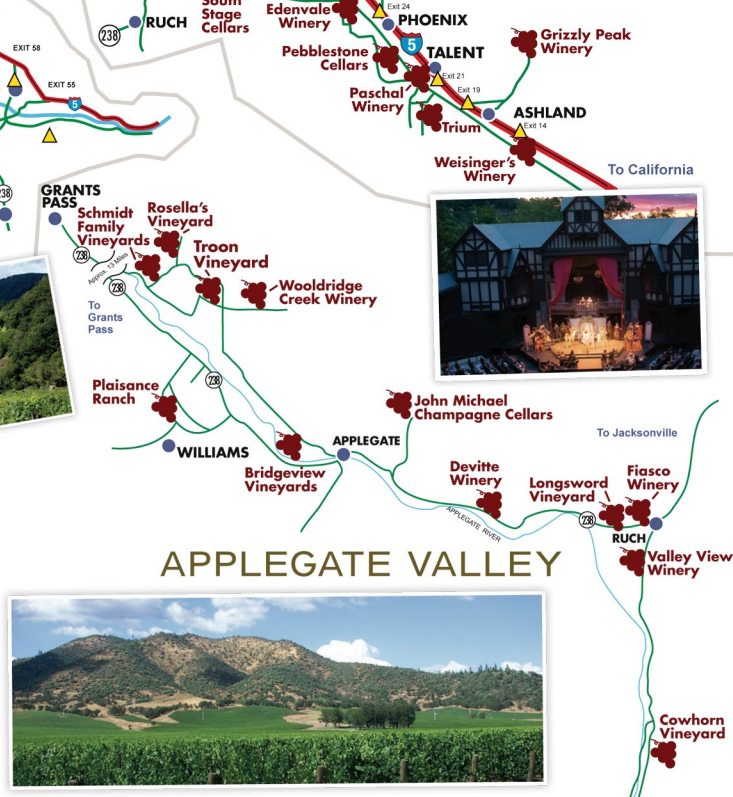 South
Stage
Cellars
238
RUCH
EXIT 58
EXIT 55
5
238
Edenvale
Winery
Exit 24
PHOENIX
5
Pebblestone
Cellars
TALENT
Exit 21
Grizzly Peak
Winery
Paschal
Winery
Exit 19
ASHLAND
Trium
Exit 14
Weisinger's
Winery
To California
GRANTS
PASS
Schmidt
Family
Vineyards
Rosella's
Vineyard
238
Approx. 13 Miles
238
Troon
Vineyard
Wooldridge
Creek Winery
To
Grants
Pass
238
Plaisance
Ranch
WILLIAMS
Bridgeview
Vineyards
APPLEGATE
John Michael
Champagne Cellars
To Jacksonville
Devitte
Winery
APPLEGATE RIVER
Longsword
Vineyard
Fiasco
Winery
238
RUCH
Valley View
Winery
APPLEGATE VALLEY
Cowhorn
Vineyard